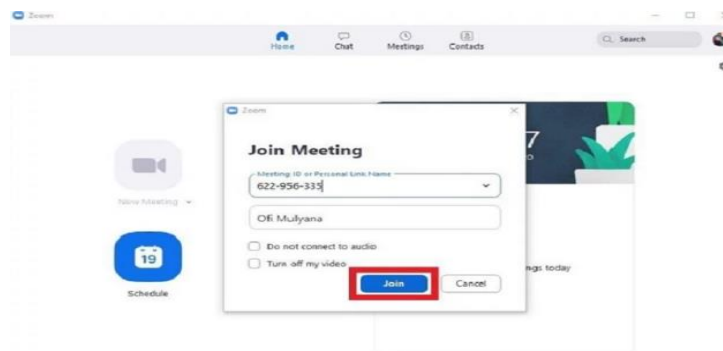 Zoom
Home
Chat
Meetings
Contacts
Search
Zoom
Join Meeting
Meeting ID or Personal Link Name
622-956-335
Ofi Mulyana
Do not connect to audio
Turn off my video
Join
Cancel
New Meeting
19
Schedule
7
ngs today